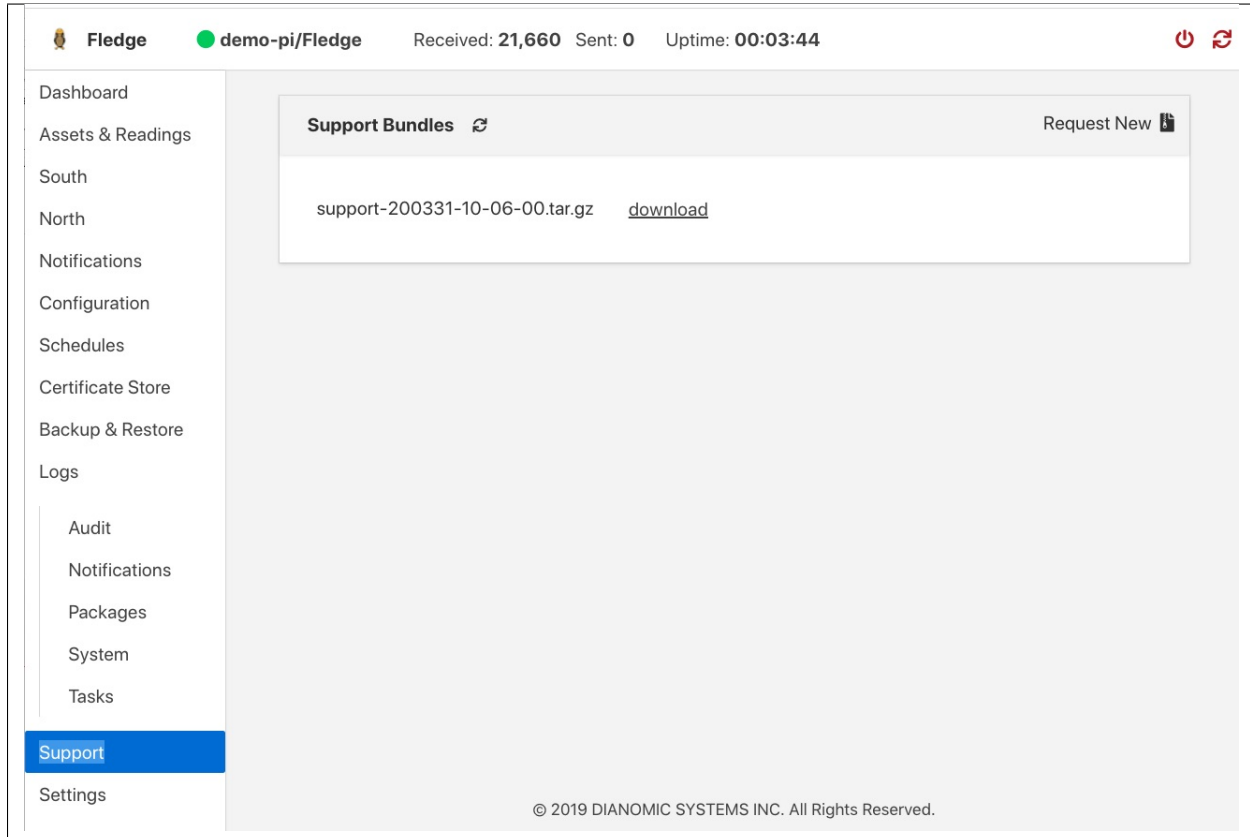 Fledge demo-pi/Fledge Received: 21,660 Sent: 0 Uptime: 00:03:44
Dashboard
Assets & Readings
South
North
Notifications
Configuration
Schedules
Certificate Store
Backup & Restore
Logs
Audit
Notifications
Packages
System
Tasks
Support
Settings
Support Bundles Request New
support-200331-10-06-00.tar.gz download
© 2019 DIANOMIC SYSTEMS INC. All Rights Reserved.